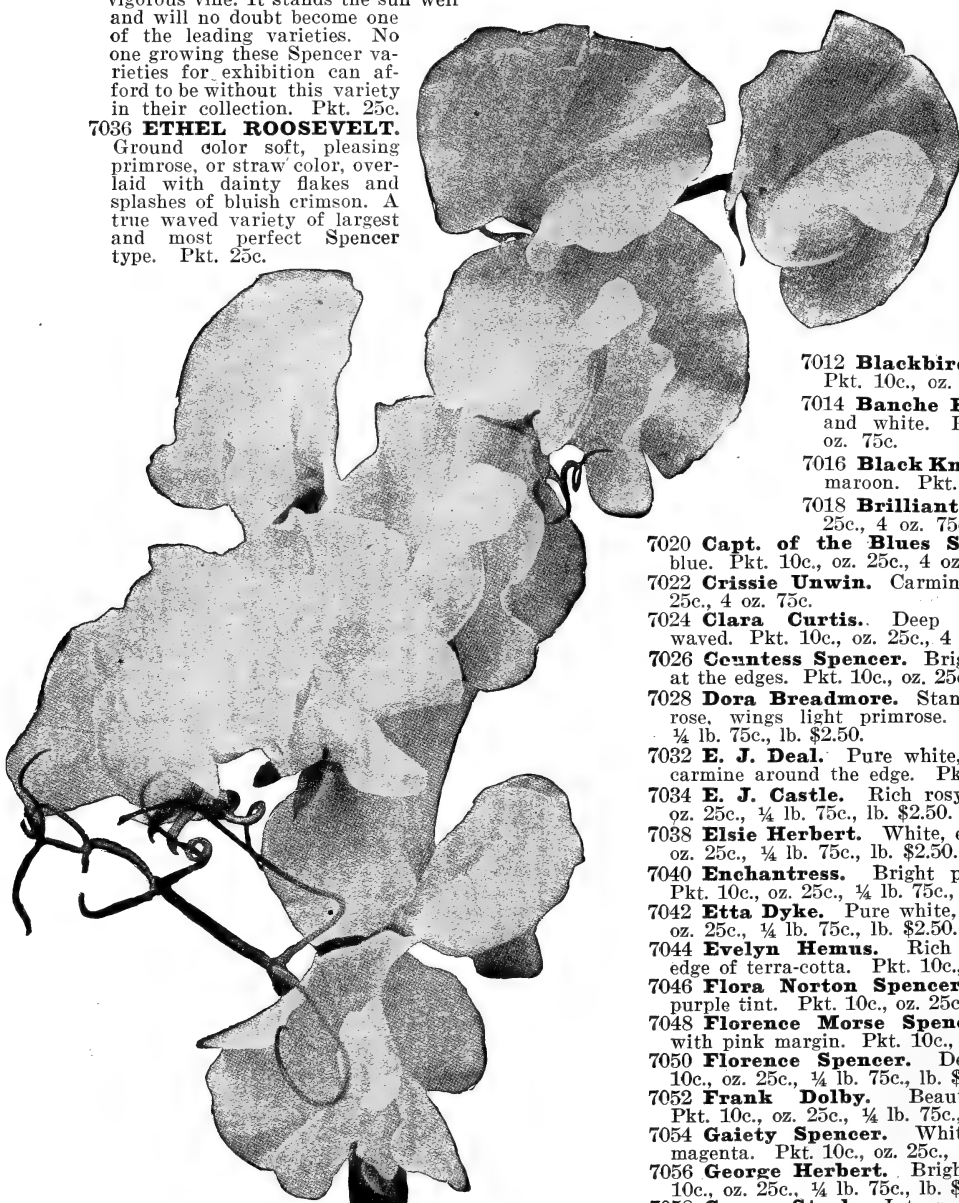 vigorous vine. It stands the sun well
and will no doubt become one
of the leading varieties. No
one growing these Spencer va-
rieties for exhibition can af-
ford to be without this variety
in their collection. Pkt. 25c.
7036 ETHEL ROOSEVELT.
Ground color soft, pleasing
primrose, or straw color, over-
laid with dainty flakes and
splashes of bluish crimson. A
true waved variety of largest
and most perfect Spencer
type. Pkt. 25c.
7012 Blackbird
Pkt. 10c., oz.
7014 Banche
and white.
oz. 75c.
7016 Black
maroon. Pkt.
7018 Brilliant
25c., 4 oz.
7020 Capt. of the Blues
blue. Pkt. 10c., oz. 25c., 4 oz
7022 Crissie Unwin.
25c., 4 oz. 75c.
7024 Clara Curtis. Deep
waved. Pkt. 10c., oz. 25c., 4
7026 Countess Spencer.
at the edges. Pkt. 10c., oz.
7028 Dora Breadmore.
rose, wings light primrose.
¼ lb. 75c., lb. $2.50.
7032 E. J. Deal. Pure white,
carmine around the edge.
7034 E. J. Castle. Rich rosy
oz. 25c., ¼ lb. 75c., lb. $2.50.
7038 Elsie Herbert. White,
oz. 25c., ¼ lb. 75c., lb. $2.50.
7040 Enchantress. Bright
Pkt. 10c., oz. 25c., ¼ lb. 75c.,
7042 Etta Dyke. Pure white,
oz. 25c., ¼ lb. 75c., lb. $2.50.
7044 Evelyn Hemus. Rich
edge of terra-cotta. Pkt. 10c.,
7046 Flora Norton Spencer
purple tint. Pkt. 10c., oz.
7048 Florence Morse
with pink margin. Pkt. 10c.,
7050 Florence Spencer.
10c., oz. 25c., ¼ lb. 75c., lb.
7052 Frank Dolby.
Pkt. 10c., oz. 25c., ¼ lb. 75c.,
7054 Gaiety Spencer.
magenta. Pkt. 10c., oz. 25c.,
7056 George Herbert.
10c., oz. 25c., ¼ lb. 75c., lb.